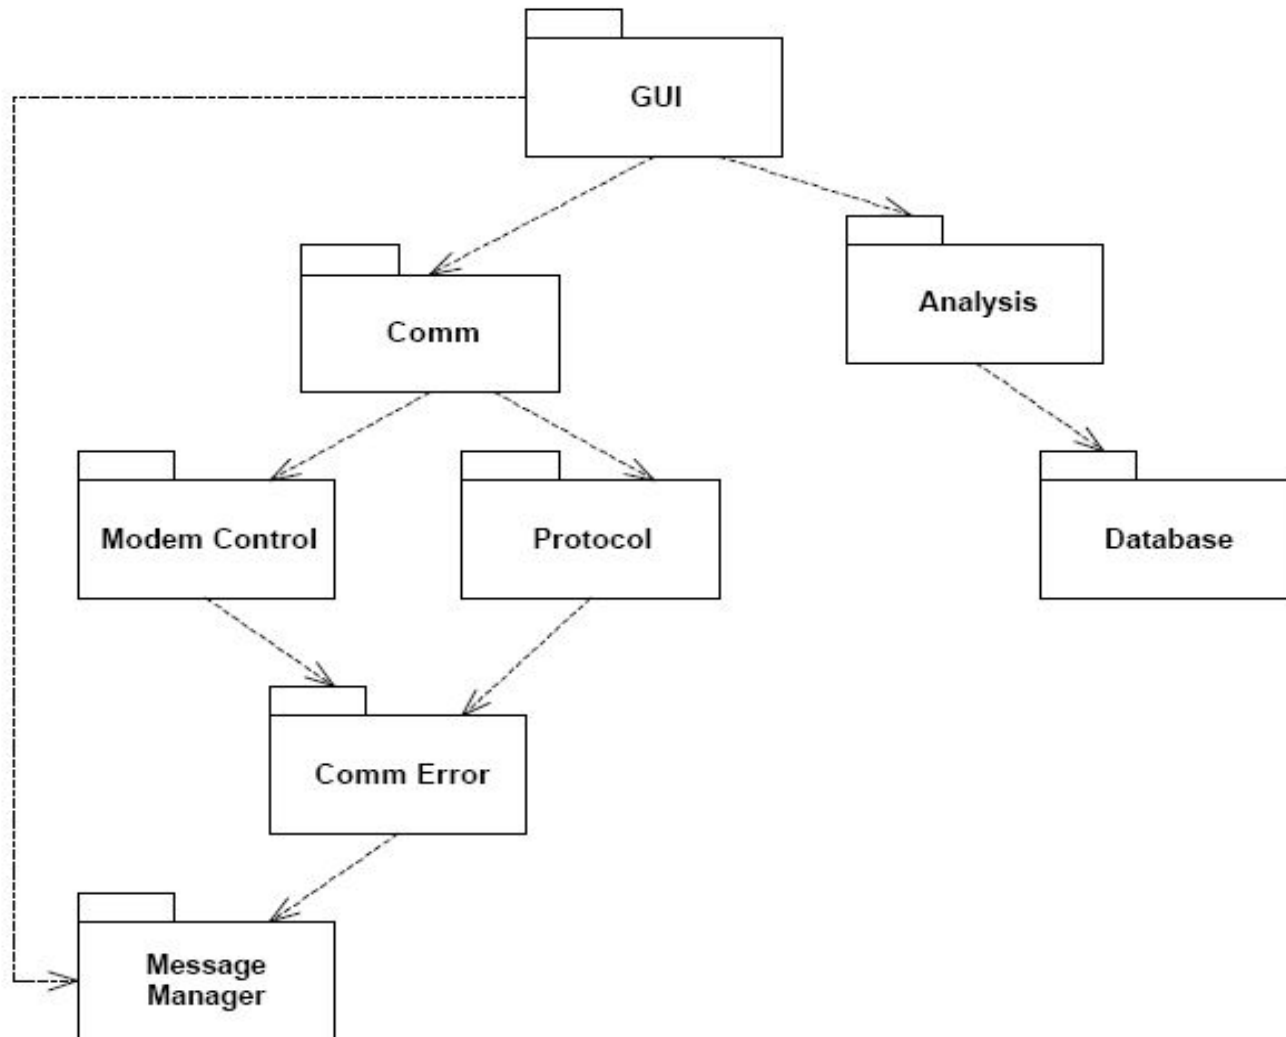 GUI
Analysis
Comm
Modem Control
Protocol
Database
Comm Error
Message
Manager